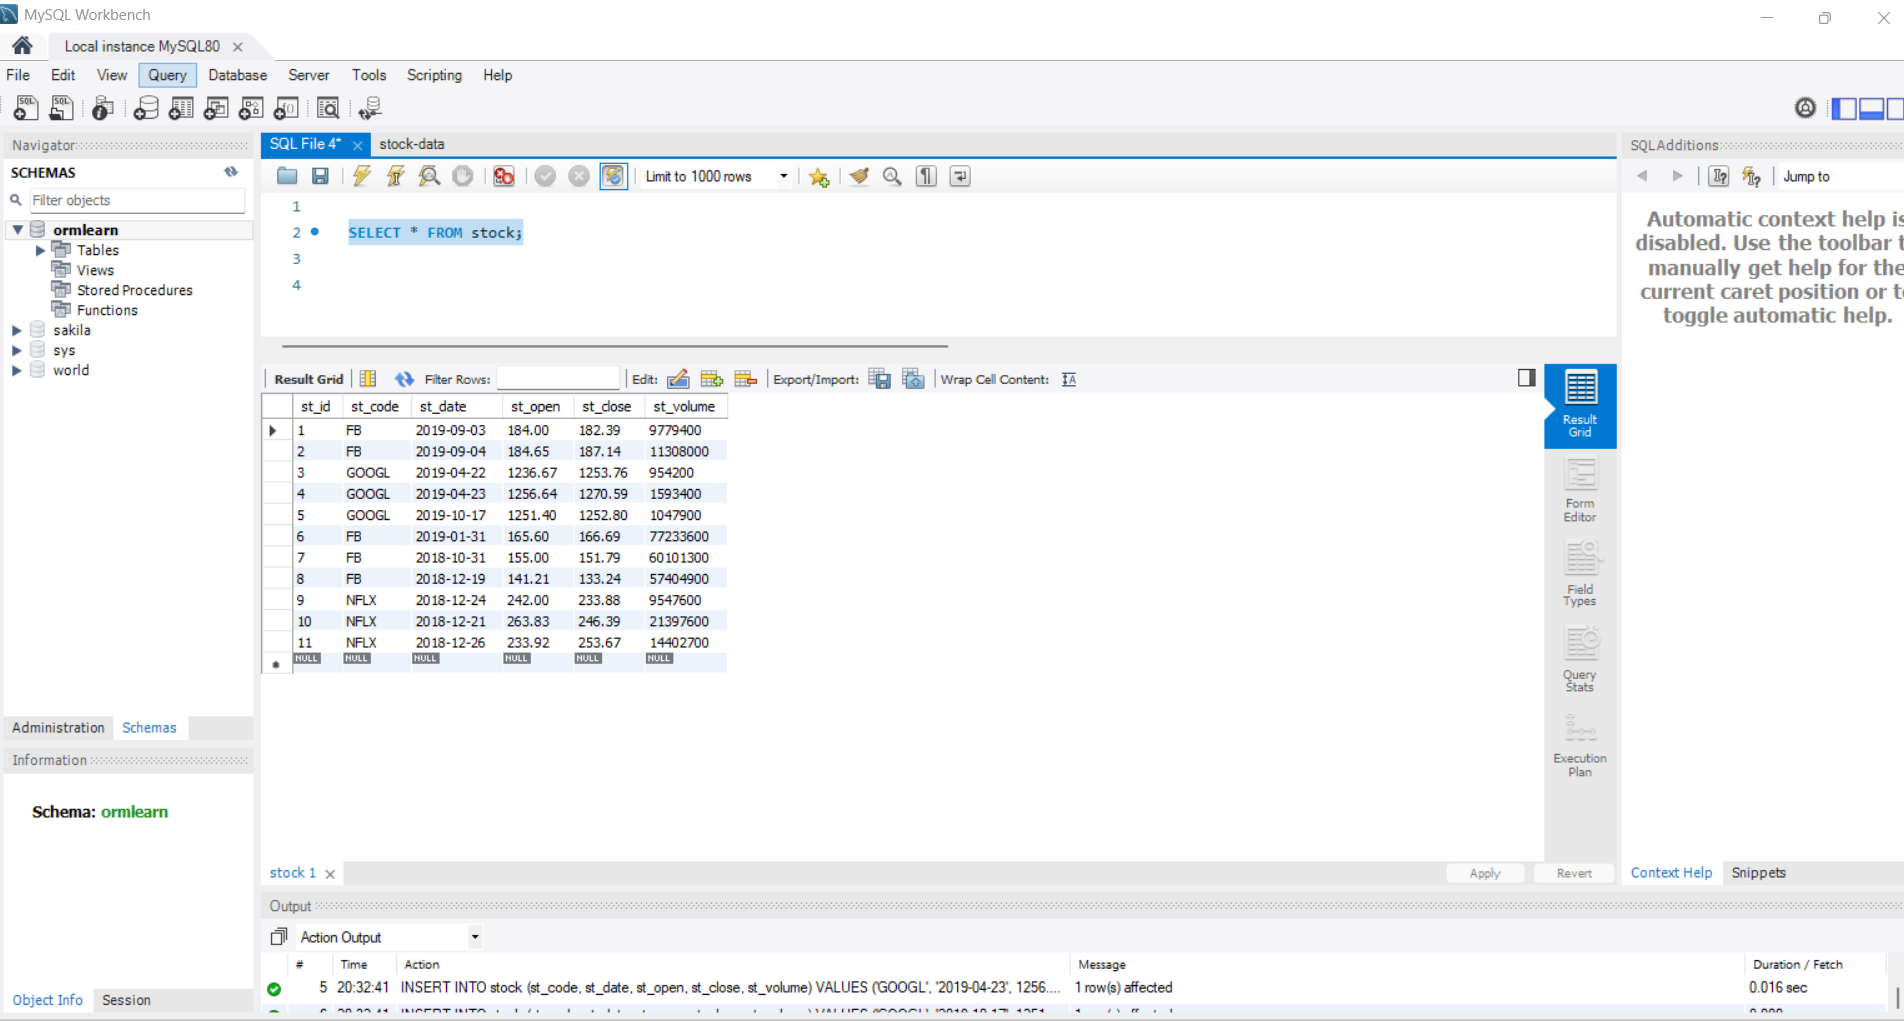 MySQL Workbench
Local instance MySQL80
File Edit View Query Database Server Tools Scripting Help
Navigator
SCHEMAS
Filter objects
ormlearn
Tables
Views
Stored Procedures
Functions
sakila
sys
world
Administration Schemas
Information
Schema: ormlearn
Object Info Session
SQL File 4* stock-data
Limit to 1000 rows
1
2 SELECT * FROM stock;
3
4
Result Grid Filter Rows: Edit: Export/Import: Wrap Cell Content:
st_id st_code st_date st_open st_close st_volume
1 FB 2019-09-03 184.00 182.39 9779400
2 FB 2019-09-04 184.65 187.14 11308000
3 GOOGL 2019-04-22 1236.67 1253.76 954200
4 GOOGL 2019-04-23 1256.64 1270.59 1593400
5 GOOGL 2019-10-17 1251.40 1252.80 1047900
6 FB 2019-01-31 165.60 166.69 77233600
7 FB 2018-10-31 155.00 151.79 60101300
8 FB 2018-12-19 141.21 133.24 57404900
9 NFLX 2018-12-24 242.00 233.88 9547600
10 NFLX 2018-12-21 263.83 246.39 21397600
11 NFLX 2018-12-26 233.92 253.67 14402700
NULL NULL NULL NULL NULL NULL
Result
Grid
Form
Editor
Field
Types
Query
Stats
Execution
Plan
stock 1 Apply Revert
SQLAdditions
Jump to
Automatic context help is
disabled. Use the toolbar t
manually get help for the
current caret position or t
toggle automatic help.
Context Help Snippets
Output
Action Output
# Time Action Message Duration / Fetch
5 20:32:41 INSERT INTO stock (st_code, st_date, st_open, st_close, st_volume) VALUES ('GOOGL', '2019-04-23', 1256.... 1 row(s) affected 0.016 sec